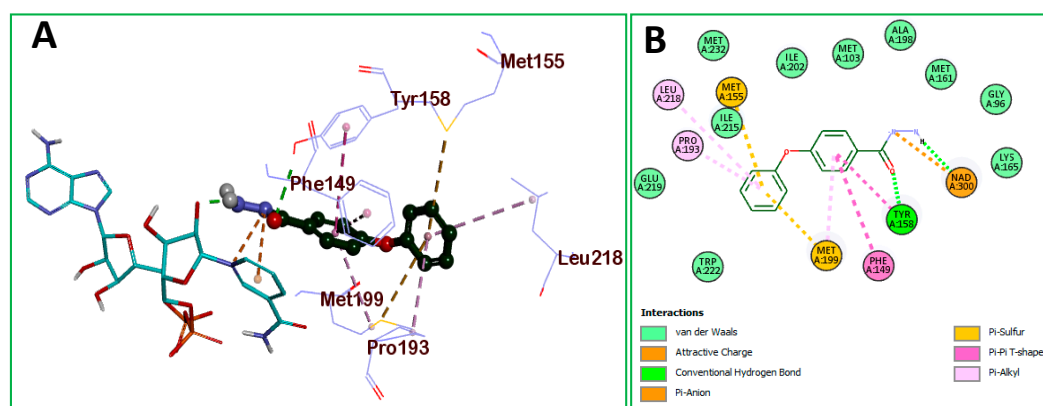 A
Met155
Tyr158
Phe149
Leu218
Met199
Pro193
B
MET
A:232
ILE
A:202
MET
A:103
ALA
A:198
MET
A:161
GLY
A:96
LEU
A:218
MET
A:155
ILE
A:215
PRO
A:193
GLU
A:219
O
N
N
H
O
LYS
A:165
NAD
A:300
TYR
A:158
MET
A:199
PHE
A:149
TRP
A:222
Interactions
van der Waals
Attractive Charge
Conventional Hydrogen Bond
Pi-Anion
Pi-Sulfur
Pi-Pi T-shape
Pi-Alkyl